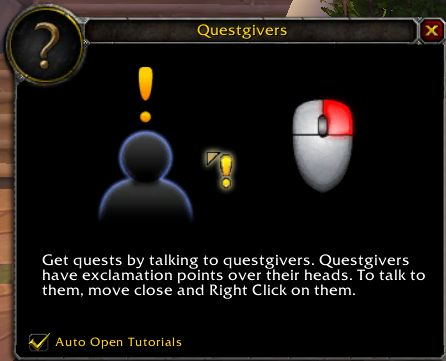 Questgivers
Get quests by talking to questgivers. Questgivers
have exclamation points over their heads. To talk
to them, move close and Right Click on them.
Auto Open Tutorials